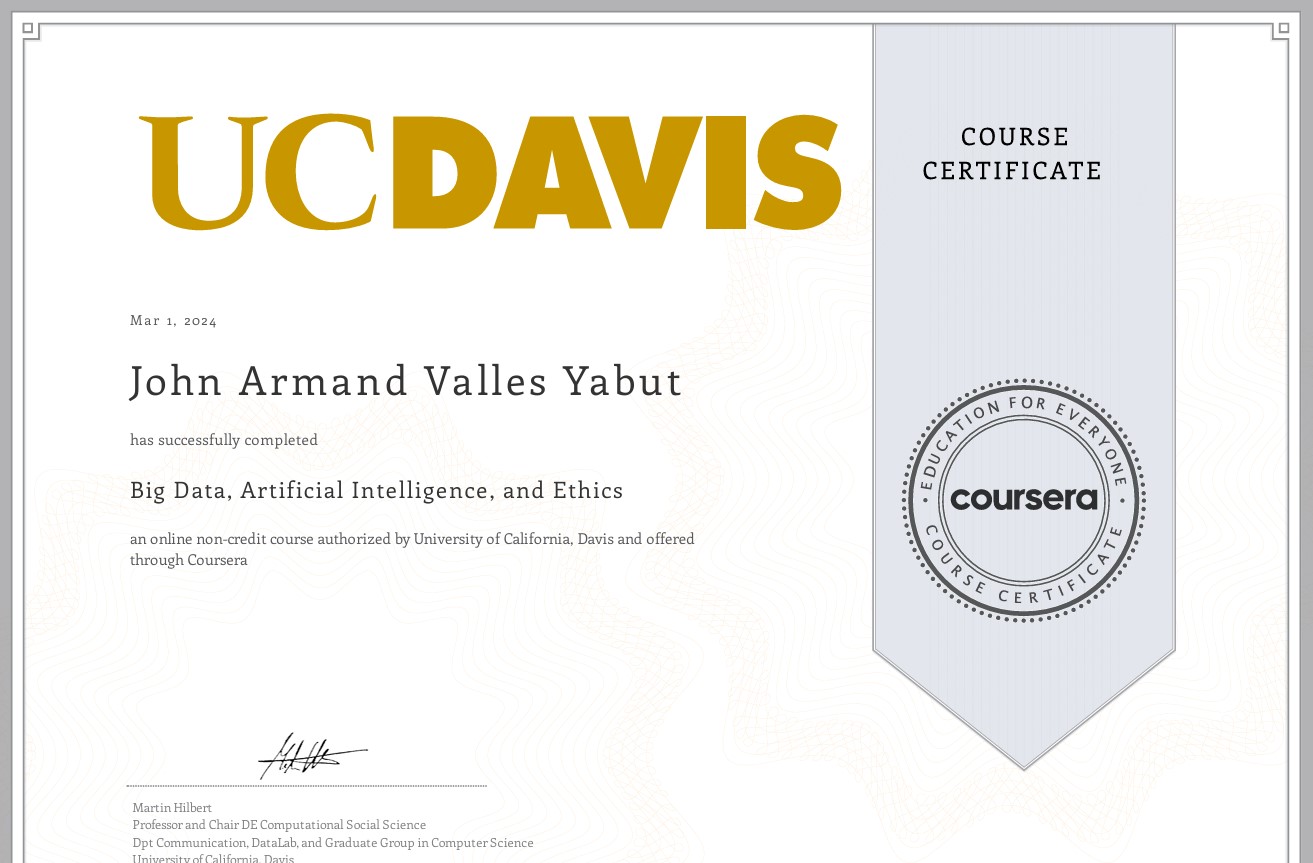 UCDAVIS
COURSE
CERTIFICATE
Mar 1, 2024
John Armand Valles Yabut
has successfully completed
Big Data, Artificial Intelligence, and Ethics
an online non-credit course authorized by University of California, Davis and offered
through Coursera
EDUCATION FOR EVERYONE
coursera
COURSE CERTIFICATE
Martin Hilbert
Professor and Chair DE Computational Social Science
Dpt Communication, DataLab, and Graduate Group in Computer Science
University of California, Davis